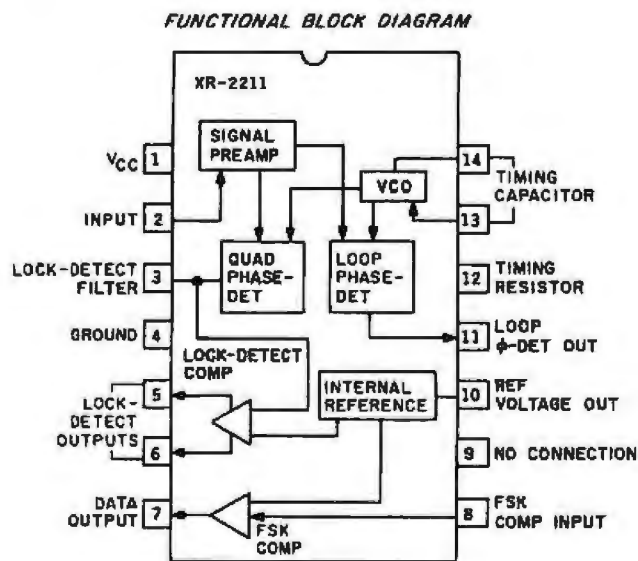 FUNCTIONAL BLOCK DIAGRAM
XR-2211
SIGNAL
PREAMP
VCC
1
14
TIMING
CAPACITOR
VCO
INPUT
2
13
LOCK-DETECT
FILTER
3
QUAD
PHASE-
DET
LOOP
PHASE-
DET
12
TIMING
RESISTOR
GROUND
4
11
LOOP
ϕ-DET OUT
LOCK-DETECT
COMP
5
LOCK-
DETECT
OUTPUTS
6
INTERNAL
REFERENCE
10
REF
VOLTAGE OUT
9
NO CONNECTION
DATA
OUTPUT
7
FSK
COMP
8
FSK
COMP INPUT